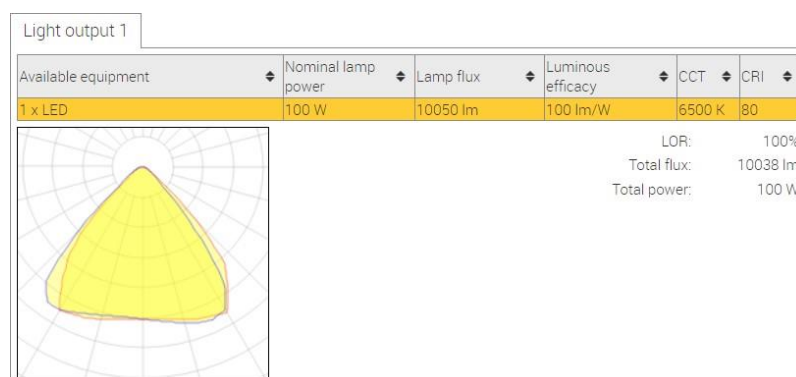 Light output 1
Available equipment Nominal lamp power Lamp flux Luminous efficacy CCT CRI
1 x LED 100 W 10050 lm 100 lm/W 6500 K 80
LOR: 100%
Total flux: 10038 lm
Total power: 100 W